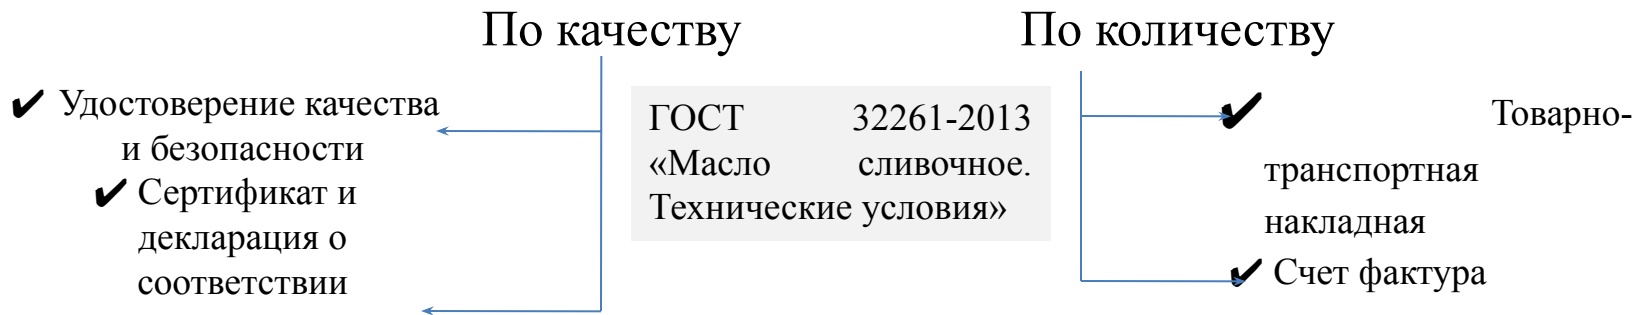 По качеству
По количеству
✔ Удостоверение качества
и безопасности
✔ Сертификат и
декларация о
соответствии
ГОСТ 32261-2013
«Масло сливочное.
Технические условия»
✔ Товарно-
транспортная
накладная
✔ Счет фактура